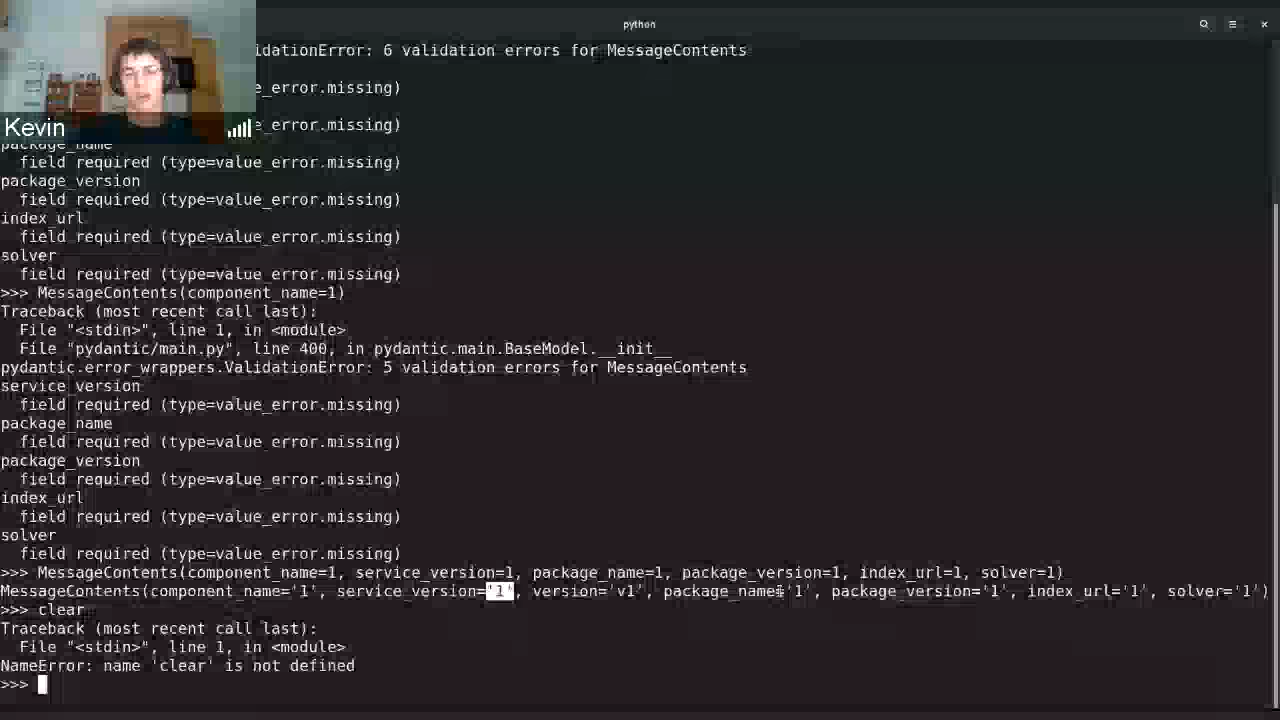 python
idationError: 6 validation errors for MessageContents
e_error.missing)
Kevin
e_error.missing)
package_name
  field required (type=value_error.missing)
package_version
  field required (type=value_error.missing)
index_url
  field required (type=value_error.missing)
solver
  field required (type=value_error.missing)
>>> MessageContents(component_name=1)
Traceback (most recent call last):
  File "<stdin>", line 1, in <module>
  File "pydantic/main.py", line 400, in pydantic.main.BaseModel.__init__
pydantic.error_wrappers.ValidationError: 5 validation errors for MessageContents
service_version
  field required (type=value_error.missing)
package_name
  field required (type=value_error.missing)
package_version
  field required (type=value_error.missing)
index_url
  field required (type=value_error.missing)
solver
  field required (type=value_error.missing)
>>> MessageContents(component_name=1, service_version=1, package_name=1, package_version=1, index_url=1, solver=1)
MessageContents(component_name='1', service_version='1', version='v1', package_name='1', package_version='1', index_url='1', solver='1')
>>> clear
Traceback (most recent call last):
  File "<stdin>", line 1, in <module>
NameError: name 'clear' is not defined
>>>